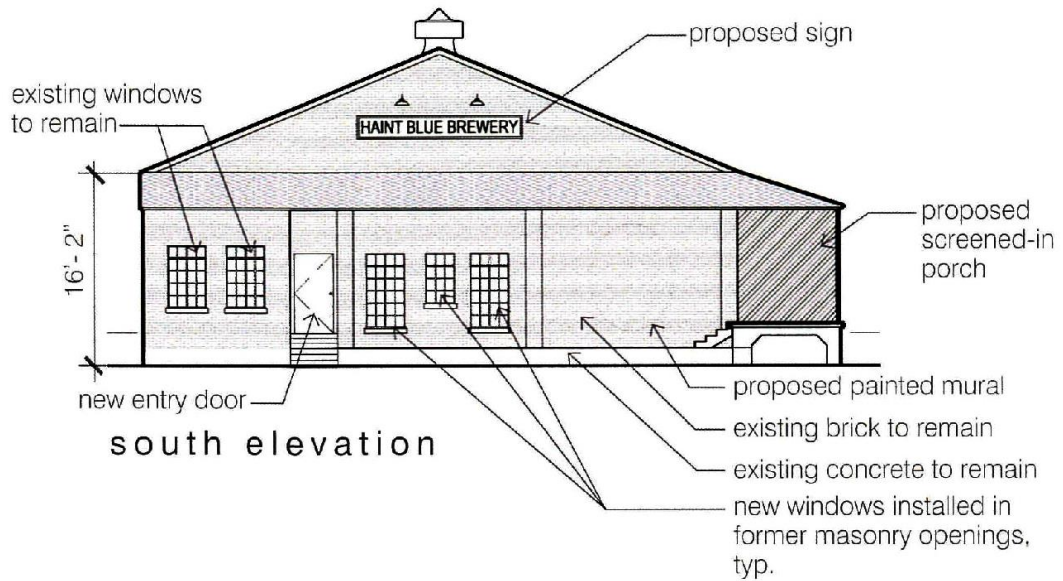 proposed sign
existing windows
to remain
HAINT BLUE BREWERY
16'- 2"
proposed
screened-in
porch
new entry door
proposed painted mural
existing brick to remain
existing concrete to remain
new windows installed in
former masonry openings,
typ.
south elevation